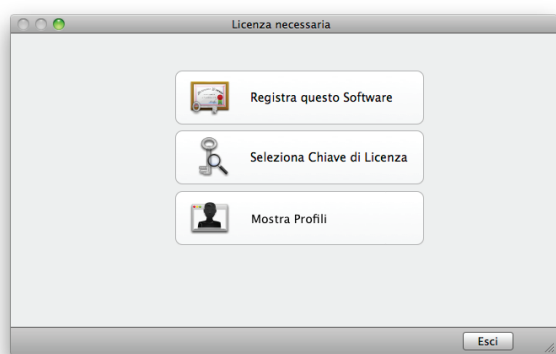 Licenza necessaria
Registra questo Software
Seleziona Chiave di Licenza
Mostra Profili
Esci